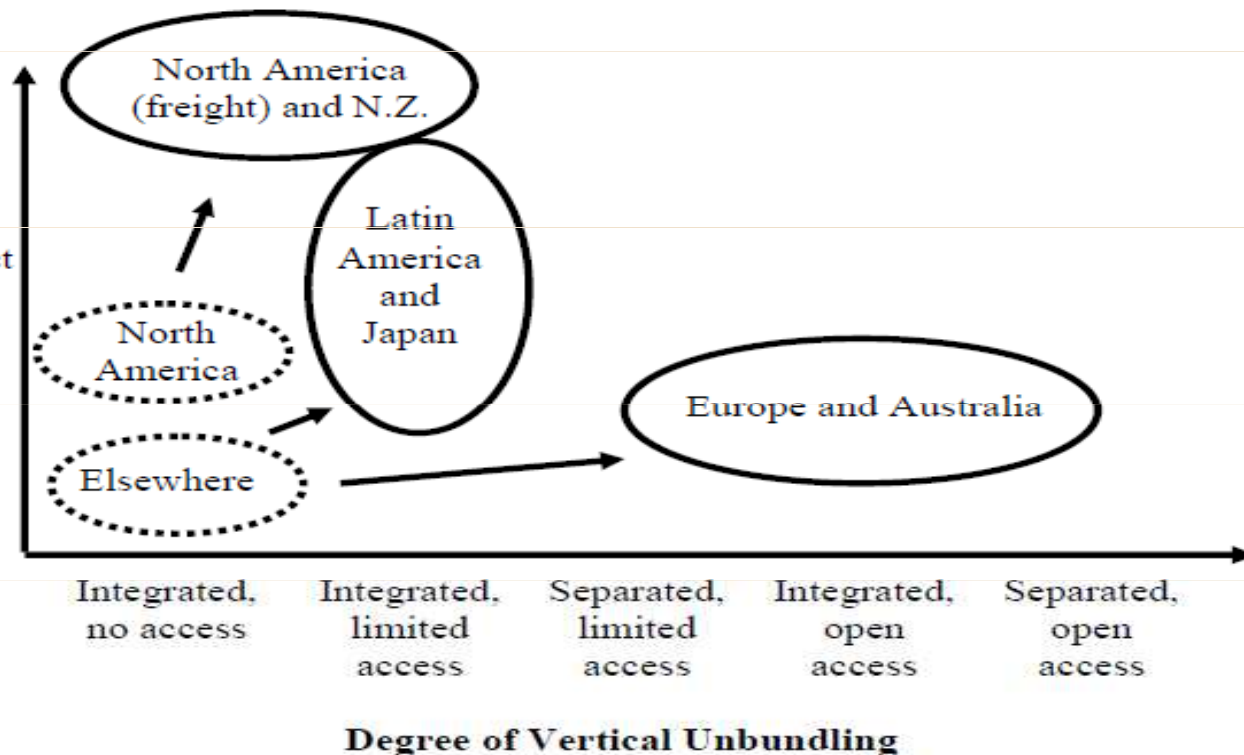 North America
(freight) and N.Z.
Latin
America
and
Japan
North
America
Europe and Australia
Elsewhere
Integrated,
no access
Integrated,
limited
access
Separated,
limited
access
Integrated,
open
access
Separated,
open
access
Degree of Vertical Unbundling